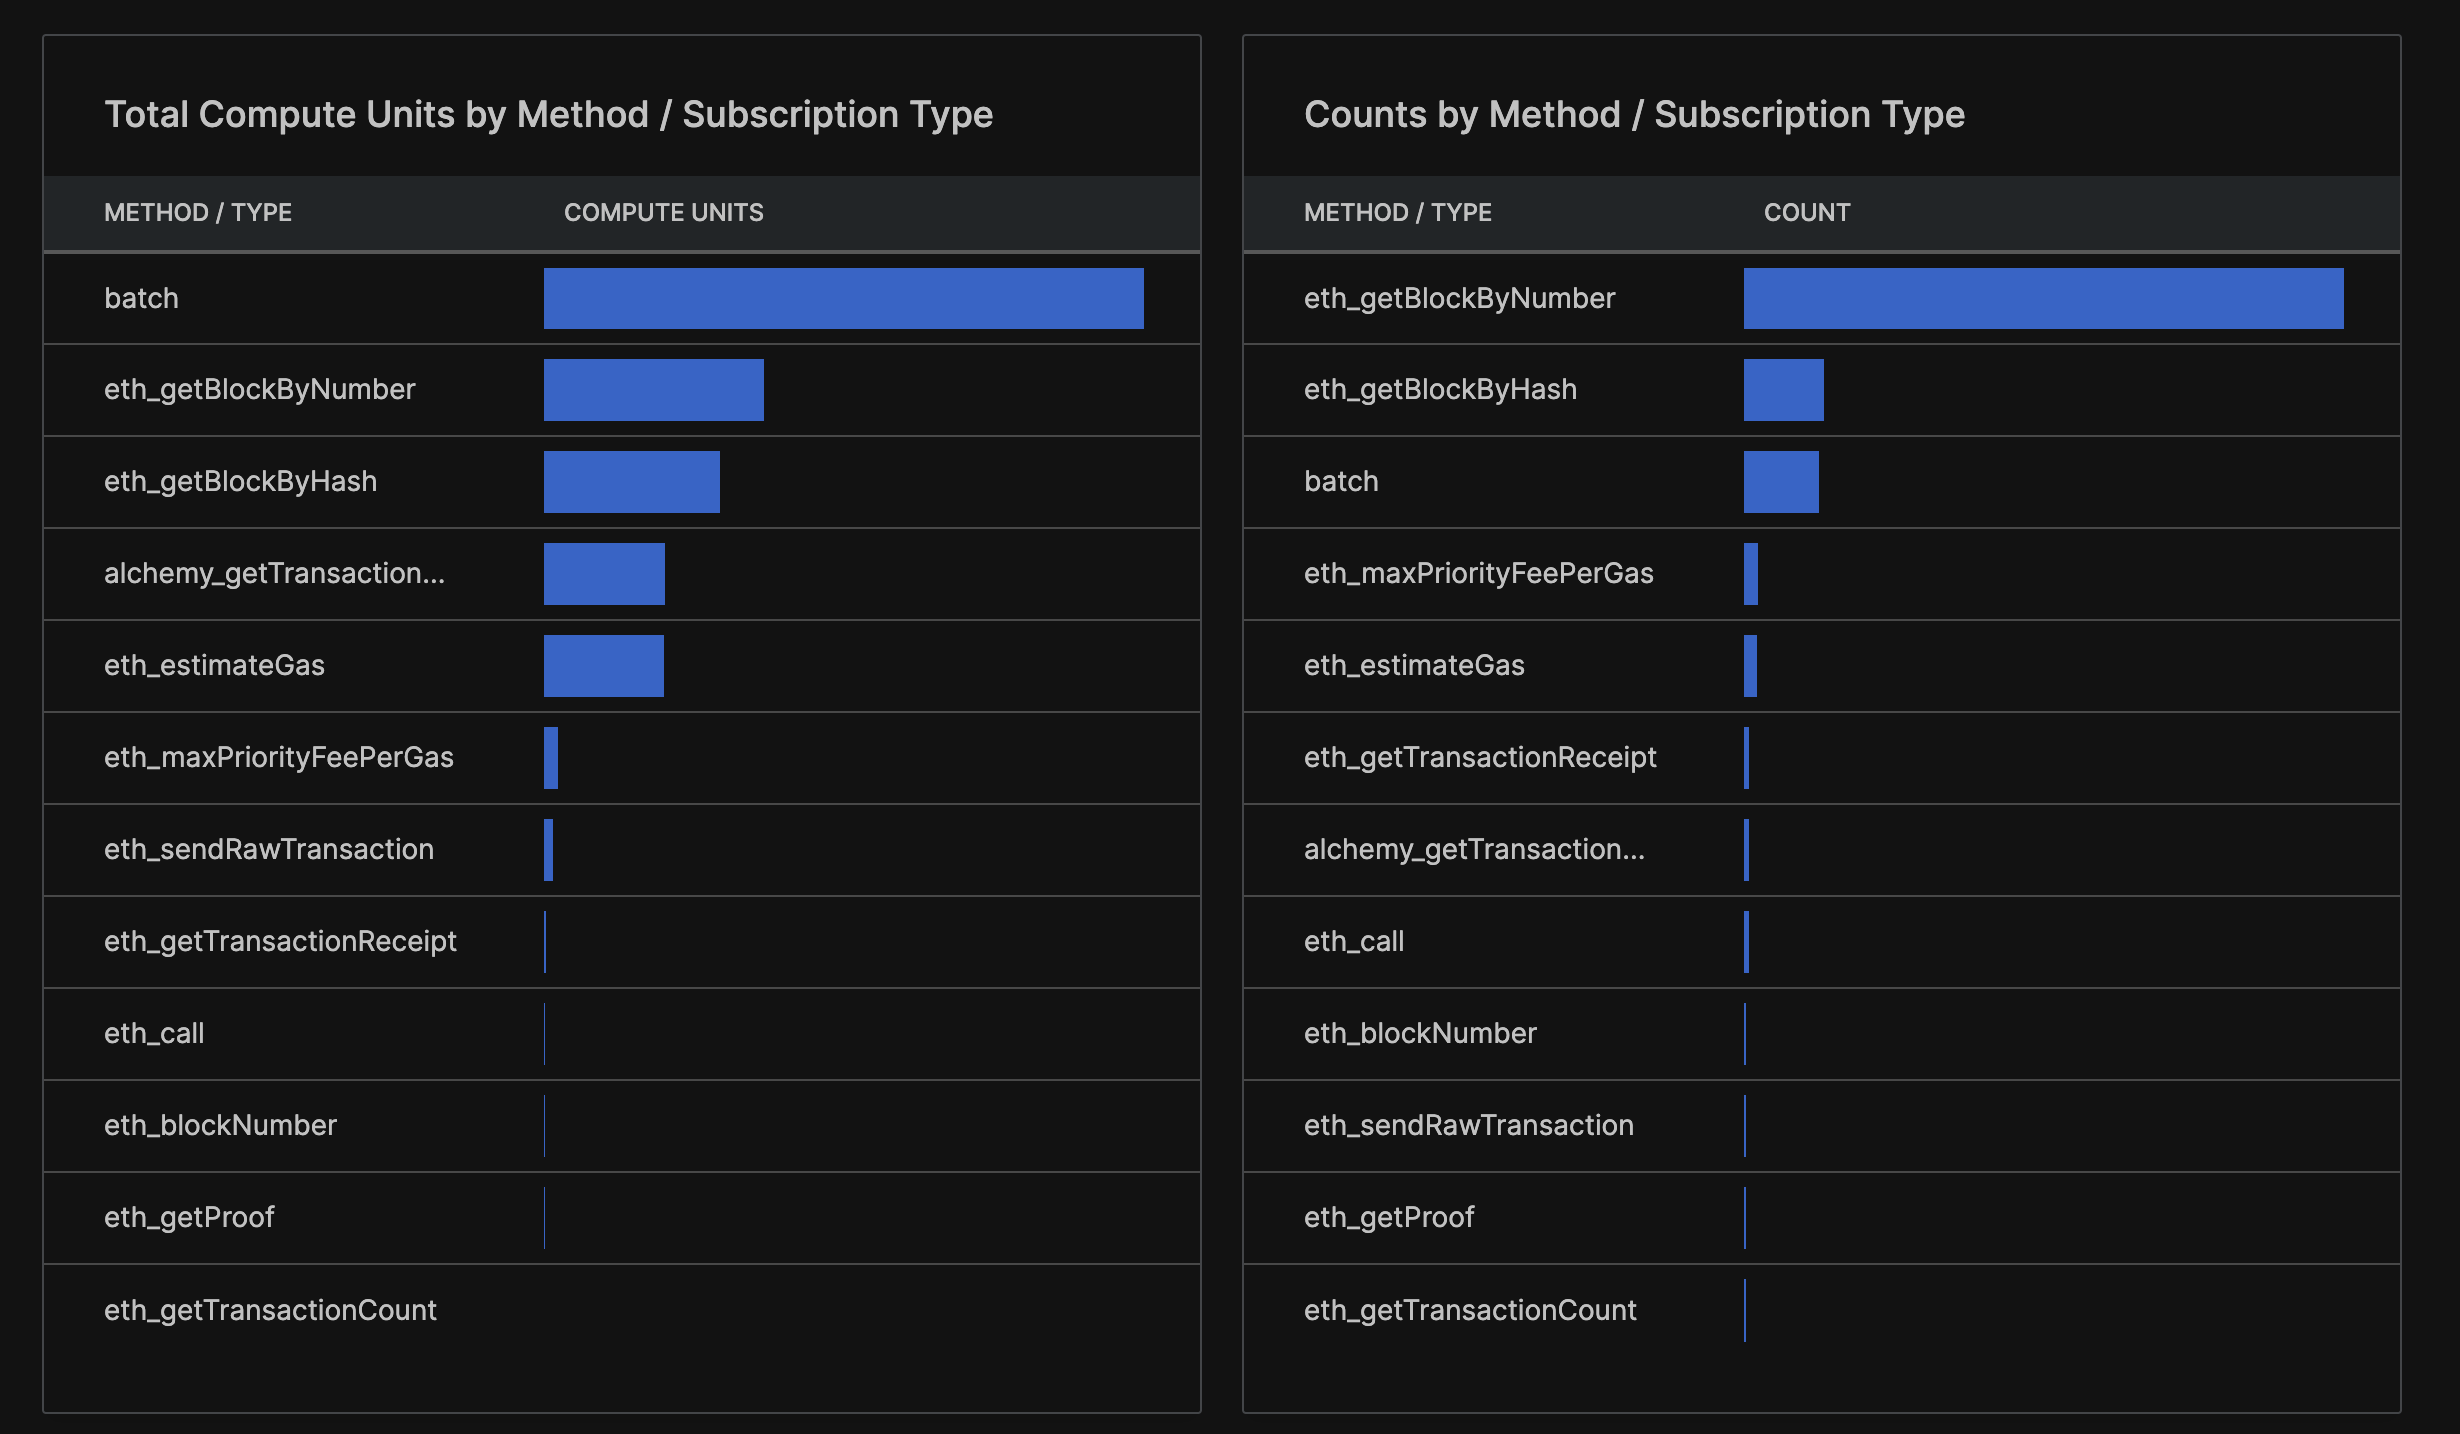 Total Compute Units by Method / Subscription Type
METHOD / TYPE COMPUTE UNITS
batch
eth_getBlockByNumber
eth_getBlockByHash
alchemy_getTransaction...
eth_estimateGas
eth_maxPriorityFeePerGas
eth_sendRawTransaction
eth_getTransactionReceipt
eth_call
eth_blockNumber
eth_getProof
eth_getTransactionCount
Counts by Method / Subscription Type
METHOD / TYPE COUNT
eth_getBlockByNumber
eth_getBlockByHash
batch
eth_maxPriorityFeePerGas
eth_estimateGas
eth_getTransactionReceipt
alchemy_getTransaction...
eth_call
eth_blockNumber
eth_sendRawTransaction
eth_getProof
eth_getTransactionCount